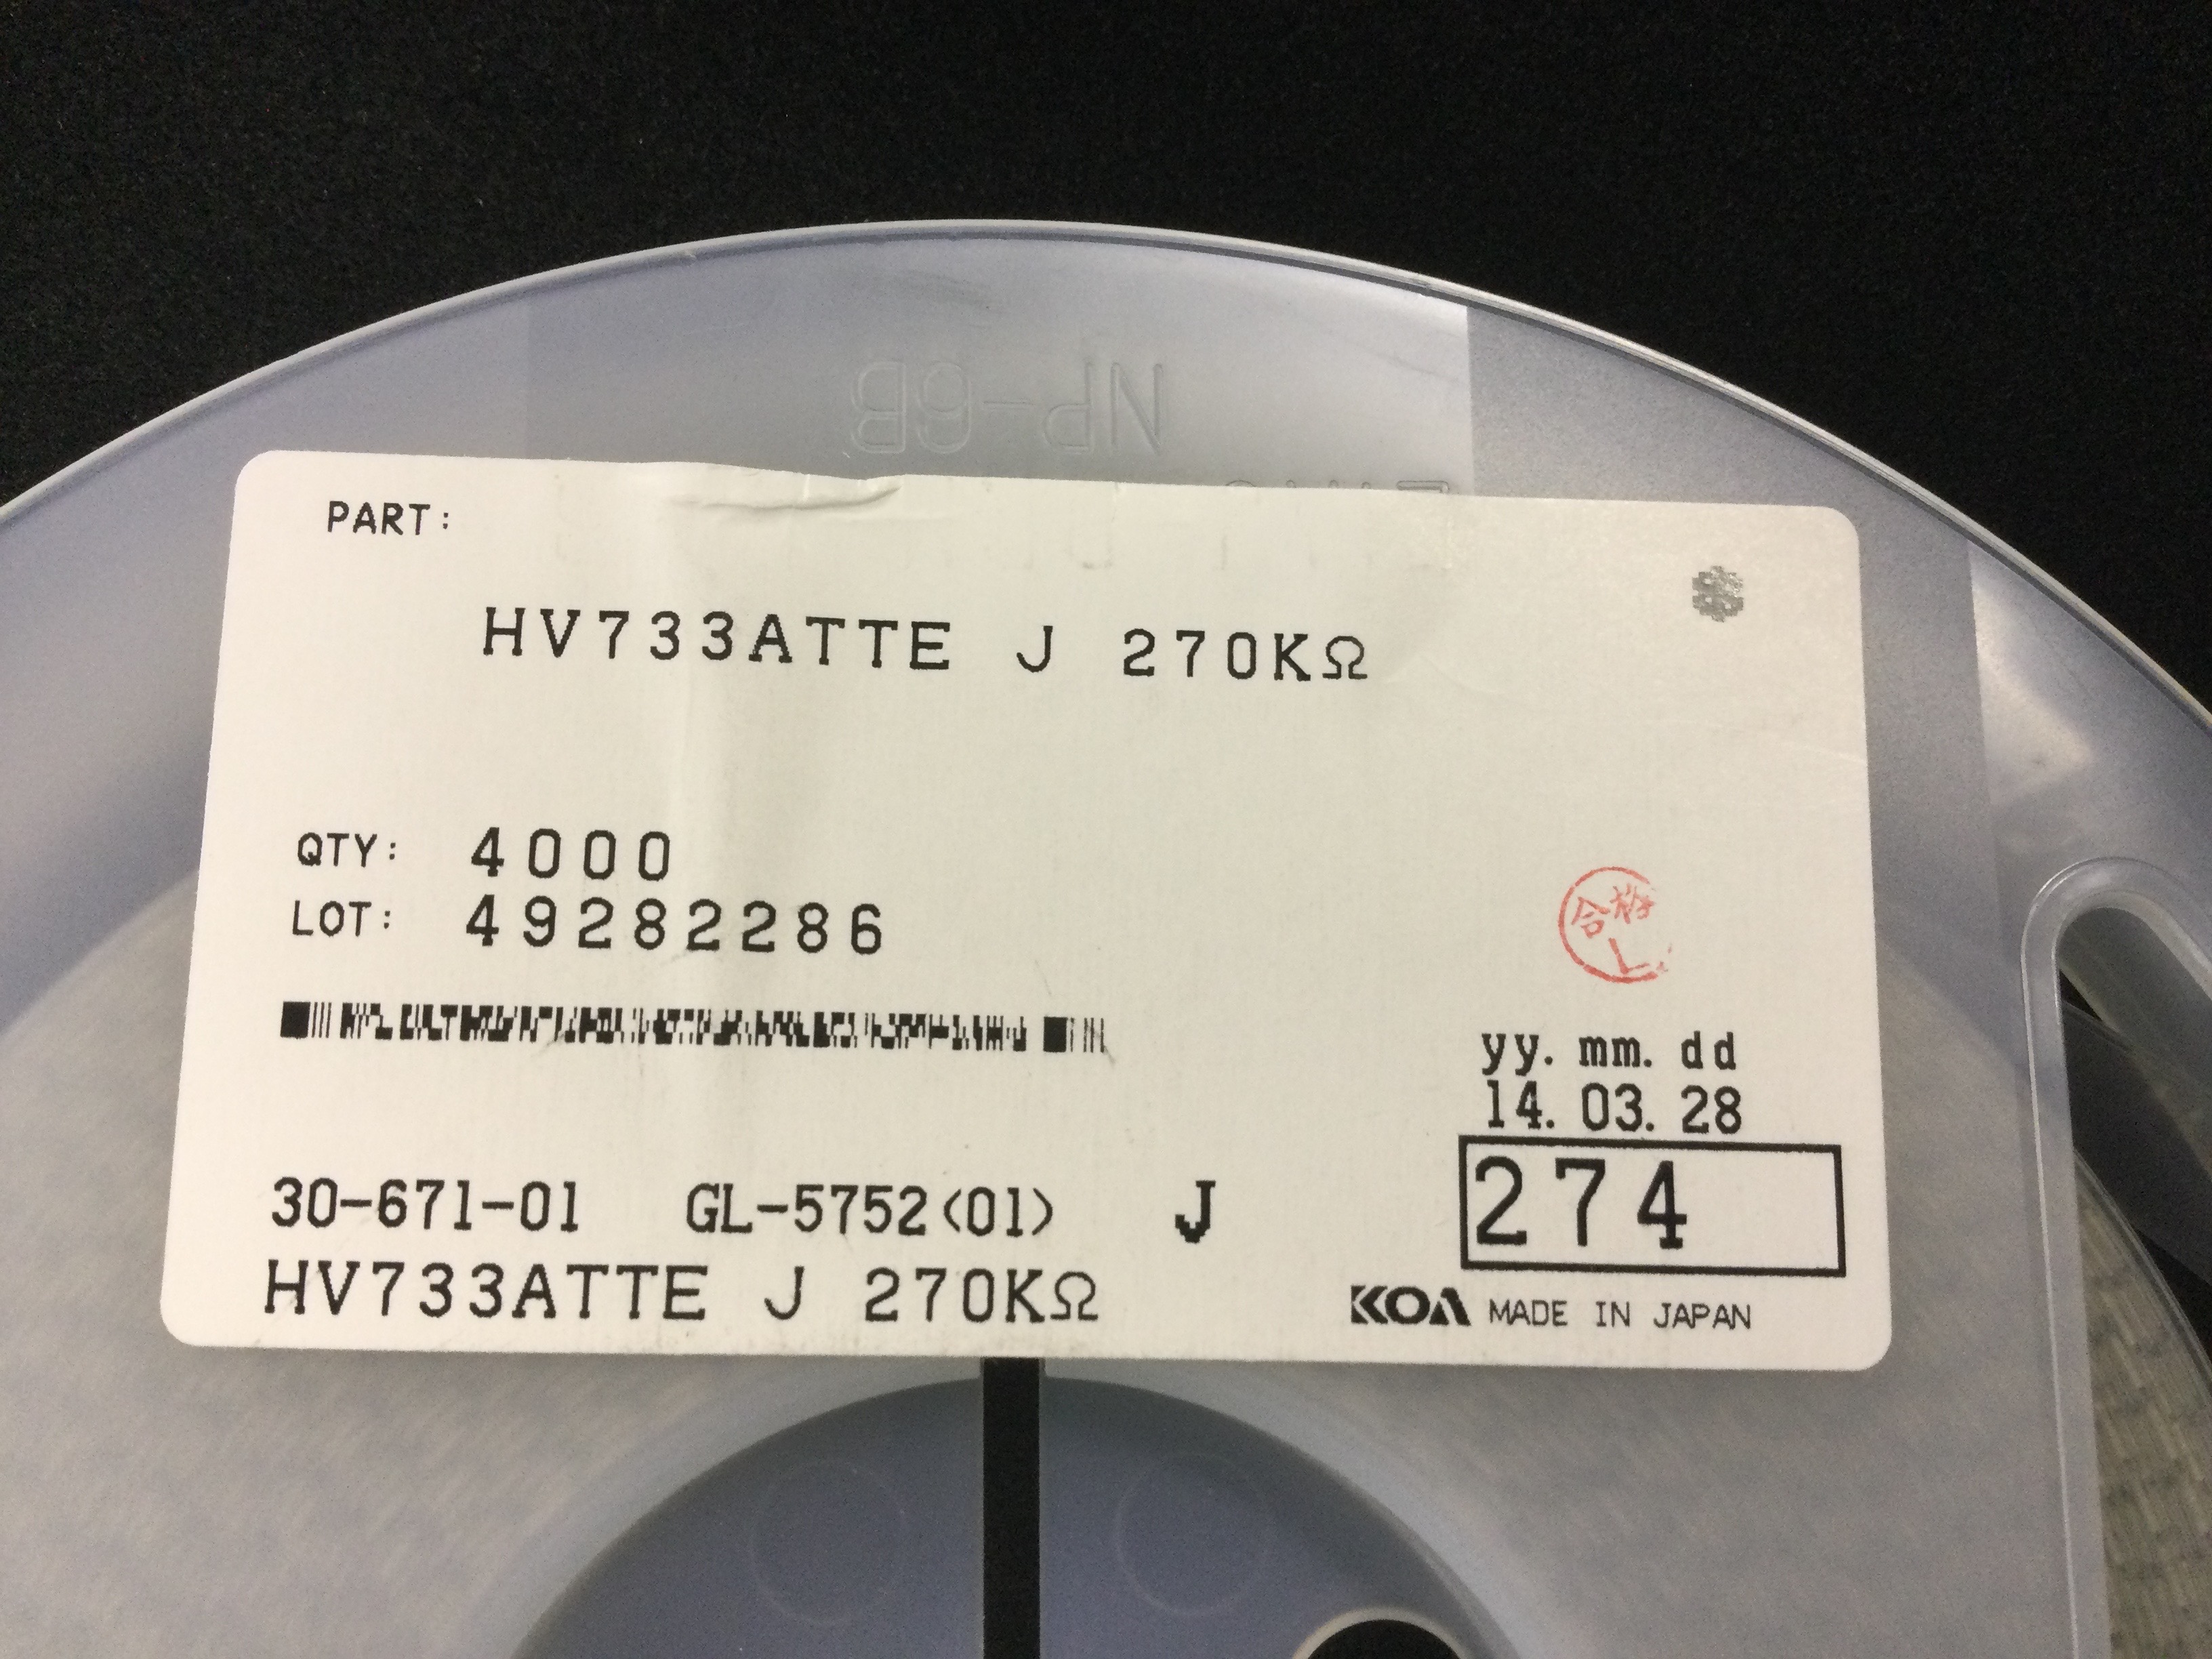 NP-6B
PART:
HV733ATTE J 270KΩ
QTY: 4000
LOT: 49282286
合格
L
yy. mm. dd
14. 03. 28
274
30-671-01 GL-5752(01) J
HV733ATTE J 270KΩ
KOA MADE IN JAPAN